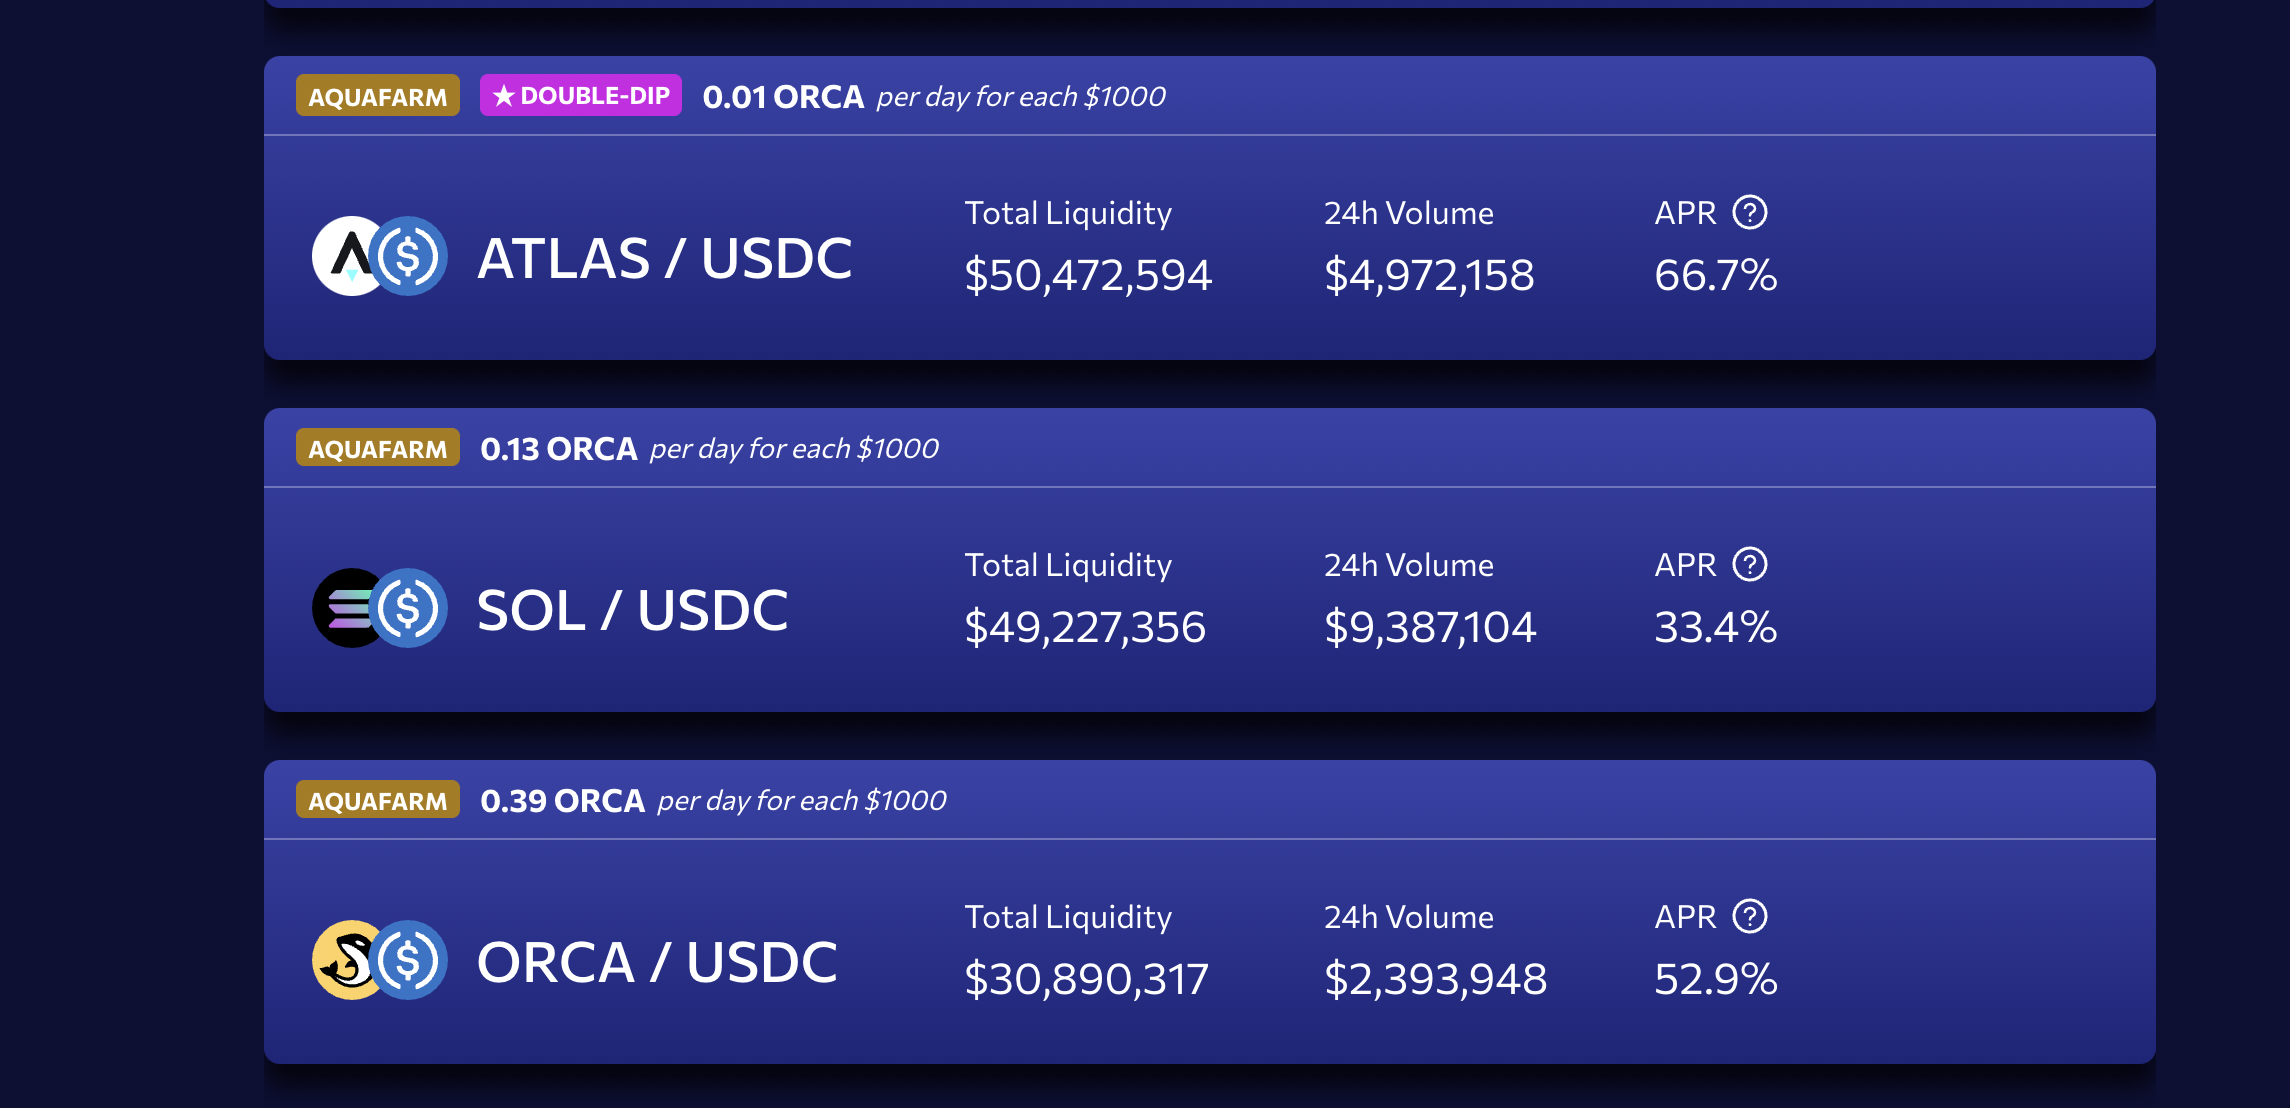 AQUAFARM ★ DOUBLE-DIP 0.01 ORCA per day for each $1000
ATLAS / USDC
Total Liquidity
$50,472,594
24h Volume
$4,972,158
APR ?
66.7%
AQUAFARM 0.13 ORCA per day for each $1000
SOL / USDC
Total Liquidity
$49,227,356
24h Volume
$9,387,104
APR ?
33.4%
AQUAFARM 0.39 ORCA per day for each $1000
ORCA / USDC
Total Liquidity
$30,890,317
24h Volume
$2,393,948
APR ?
52.9%